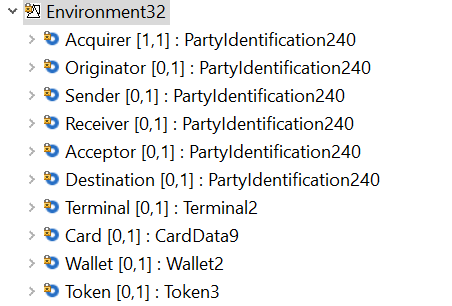 Environment32
Acquirer [1,1] : PartyIdentification240
Originator [0,1] : PartyIdentification240
Sender [0,1] : PartyIdentification240
Receiver [0,1] : PartyIdentification240
Acceptor [0,1] : PartyIdentification240
Destination [0,1] : PartyIdentification240
Terminal [0,1] : Terminal2
Card [0,1] : CardData9
Wallet [0,1] : Wallet2
Token [0,1] : Token3